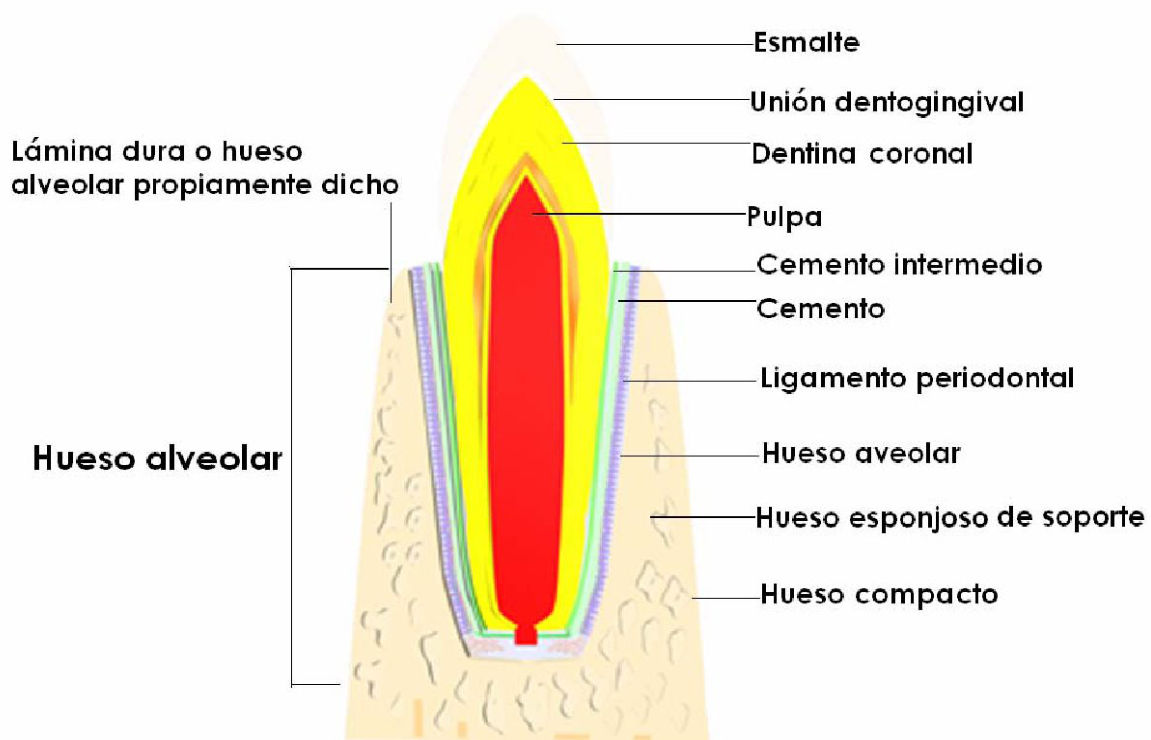 Esmalte
Unión dentogingival
Lámina dura o hueso
alveolar propiamente dicho
Dentina coronal
Pulpa
Cemento intermedio
Cemento
Ligamento periodontal
Hueso alveolar
Hueso aveolar
Hueso esponjoso de soporte
Hueso compacto